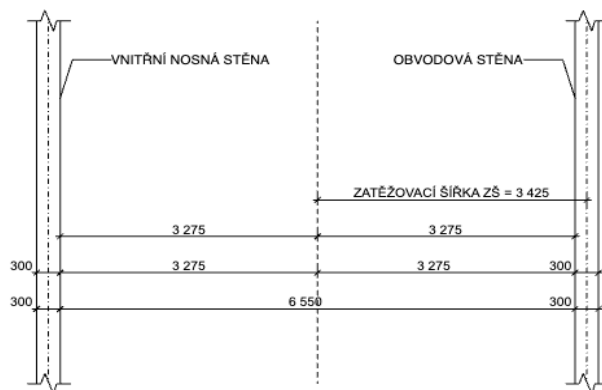 VNITŘNÍ NOSNÁ STĚNA OBVODOVÁ STĚNA
ZATĚŽOVACÍ ŠÍŘKA ZŠ = 3 425
3 275 3 275
300 3 275 3 275 300
300 6 550 300